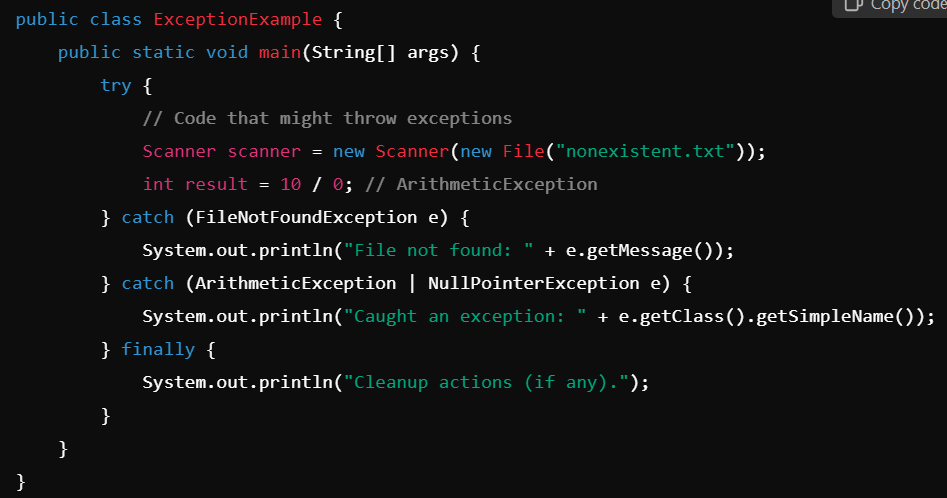 Copy code
public class ExceptionExample {
    public static void main(String[] args) {
        try {
            // Code that might throw exceptions
            Scanner scanner = new Scanner(new File("nonexistent.txt"));
            int result = 10 / 0; // ArithmeticException
        } catch (FileNotFoundException e) {
            System.out.println("File not found: " + e.getMessage());
        } catch (ArithmeticException | NullPointerException e) {
            System.out.println("Caught an exception: " + e.getClass().getSimpleName());
        } finally {
            System.out.println("Cleanup actions (if any).");
        }
    }
}